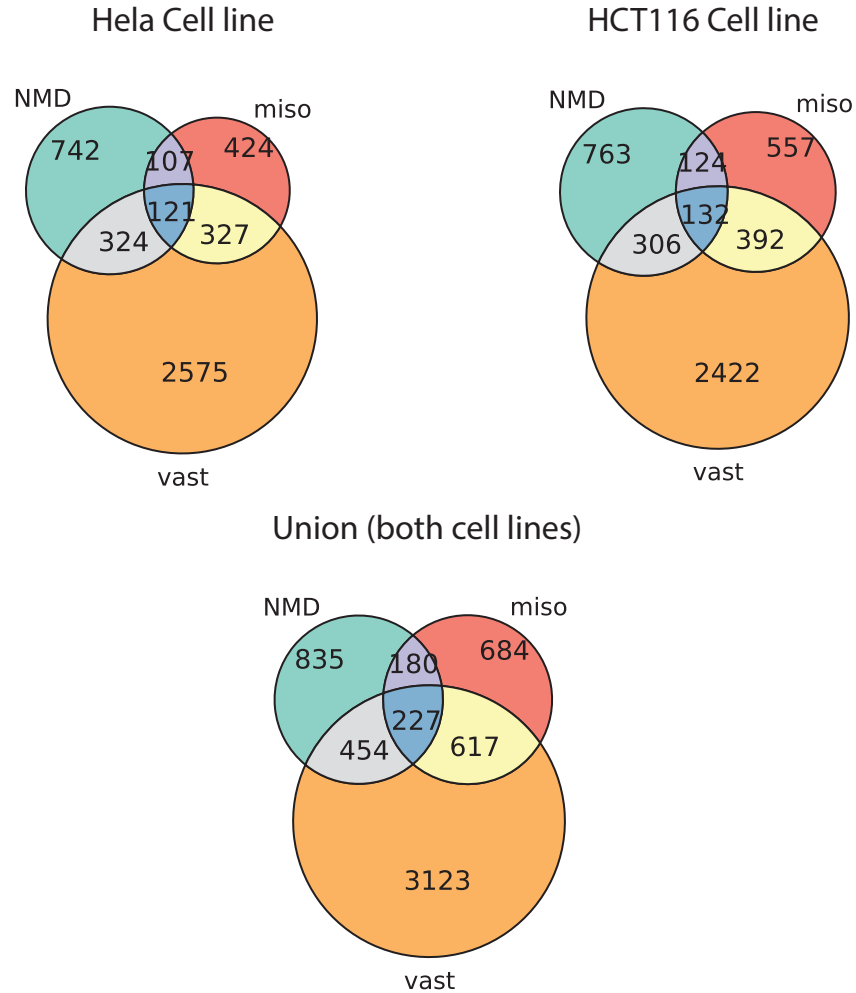 Hela Cell line
NMD
miso
742
107
424
121
324
327
2575
vast
HCT116 Cell line
NMD
miso
763
124
557
132
306
392
2422
vast
Union (both cell lines)
NMD
miso
835
180
684
227
454
617
3123
vast